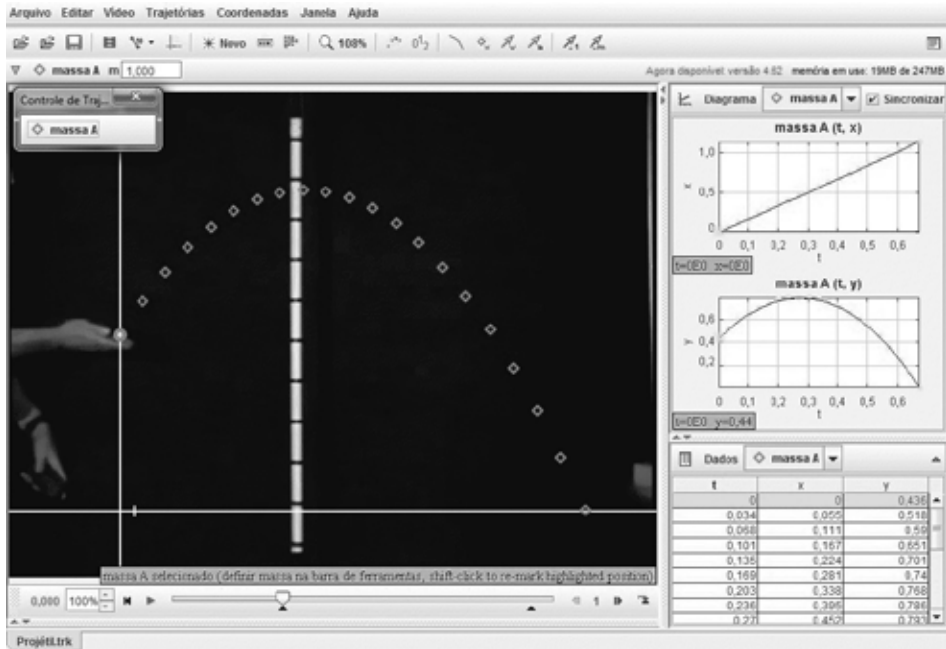 Arquivo Editar Vídeo Trajetórias Coordenadas Janela Ajuda
Novo 108%
massa A m 1,000 Agora disponível versão 4.62 memória em use: 19MB de 247MB
Controle de Traj...
massa A
Diagrama massa A Sincronizar
massa A (t, x)
1,0
x 0,5
0
0 0,1 0,2 0,3 0,4 0,5 0,6
t
t=0E0 x=0E0
massa A (t, y)
0,6
y 0,4
0,2
0 0,1 0,2 0,3 0,4 0,5 0,6
t
t=0E0 y=0,44
Dados massa A
t x y
0 0 0,436
0,034 0,055 0,518
0,068 0,111 0,59
0,101 0,167 0,651
0,135 0,224 0,701
0,169 0,281 0,74
0,203 0,338 0,768
0,236 0,395 0,786
0,27 0,452 0,793
massa A selecionado (definir massa na barra de ferramentas, shift-click to re-mark highlighted position)
0,000 100% 1
Projétil.trk